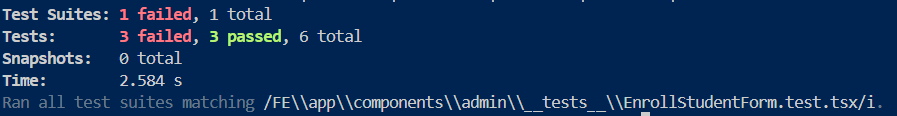 Test Suites: 1 failed, 1 total
Tests:       3 failed, 3 passed, 6 total
Snapshots:   0 total
Time:        2.584 s
Ran all test suites matching /FE\\app\\components\\admin\\__tests__\\EnrollStudentForm.test.tsx/i.